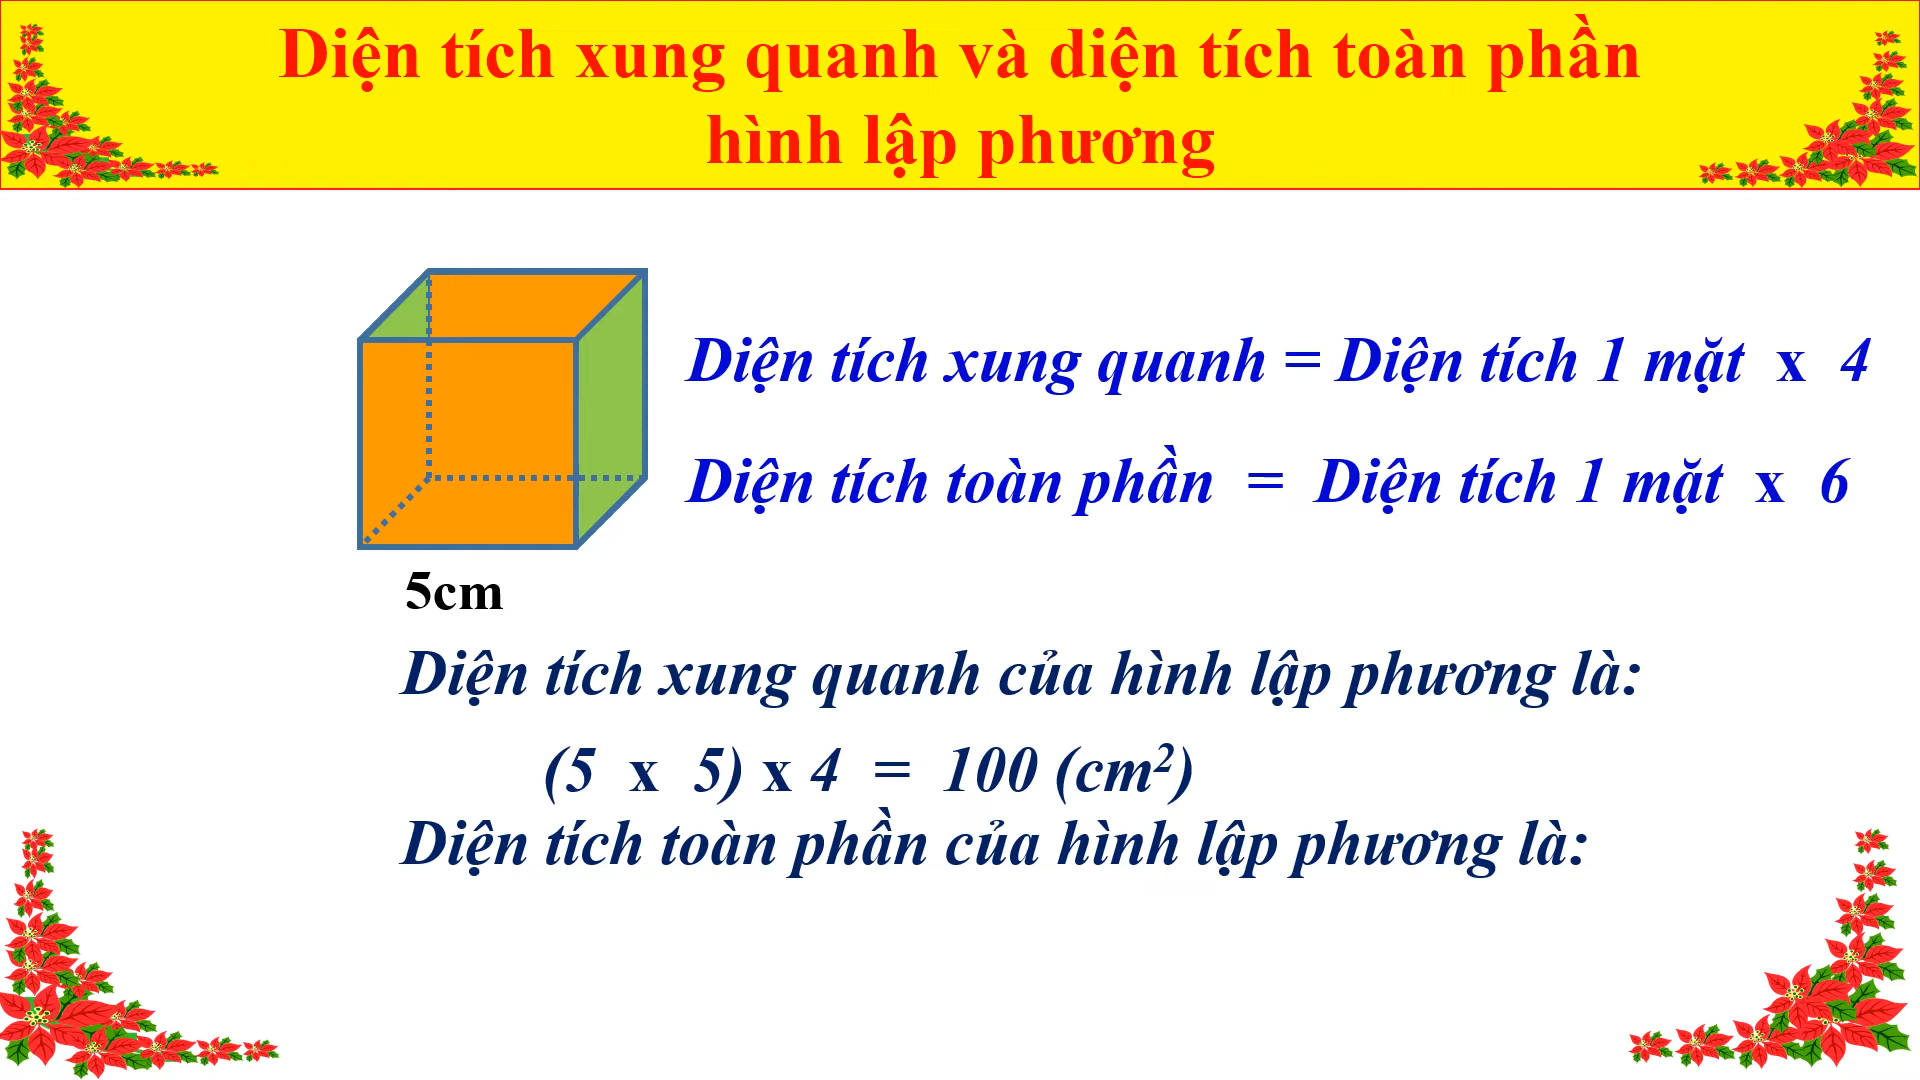 Diện tích xung quanh và diện tích toàn phần
hình lập phương
Diện tích xung quanh = Diện tích 1 mặt x 4
Diện tích toàn phần = Diện tích 1 mặt x 6
5cm
Diện tích xung quanh của hình lập phương là:
(5 x 5) x 4 = 100 (cm²)
Diện tích toàn phần của hình lập phương là: